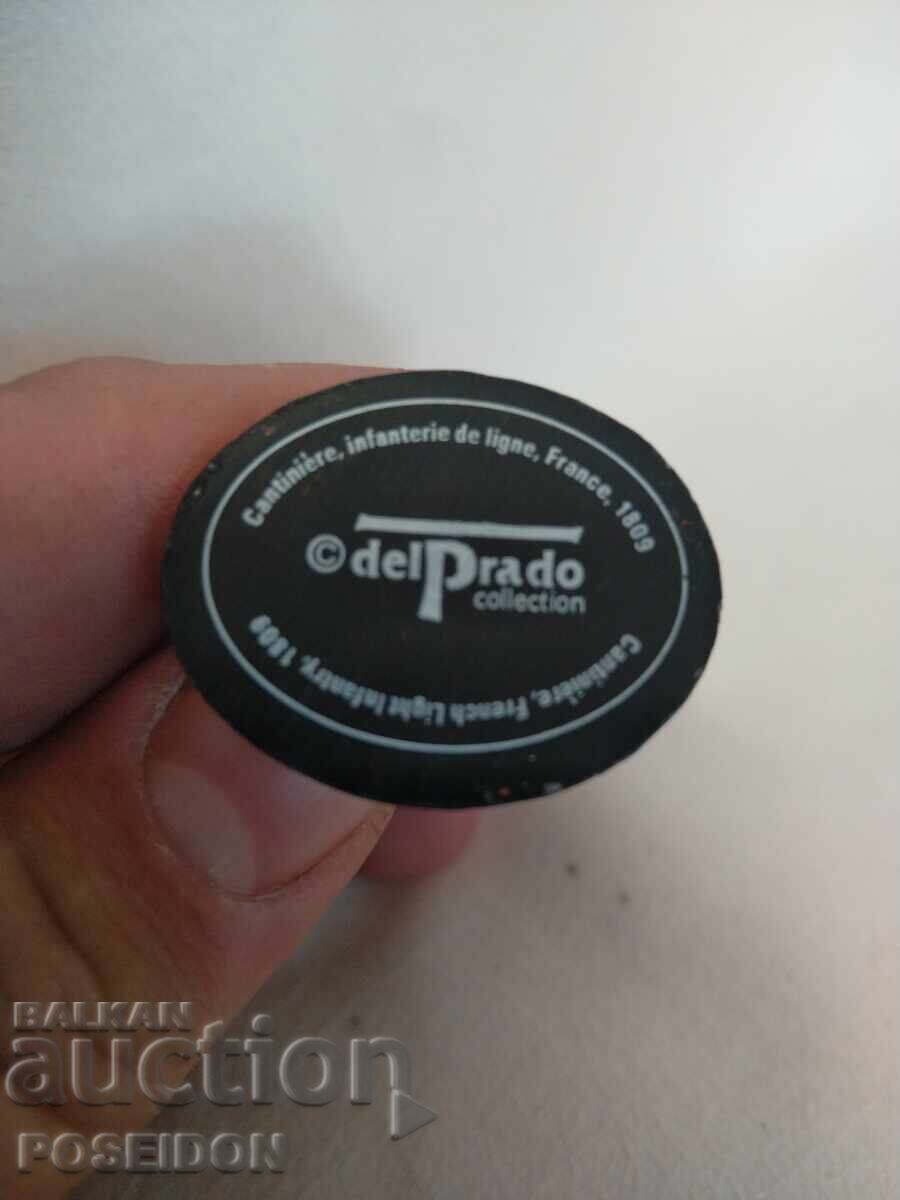 Cantinière, infanterie de ligne, France, 1809
© delPrado
collection
Cantinière, French Light Infantry, 1809
BALKAN
auction
POSEIDON